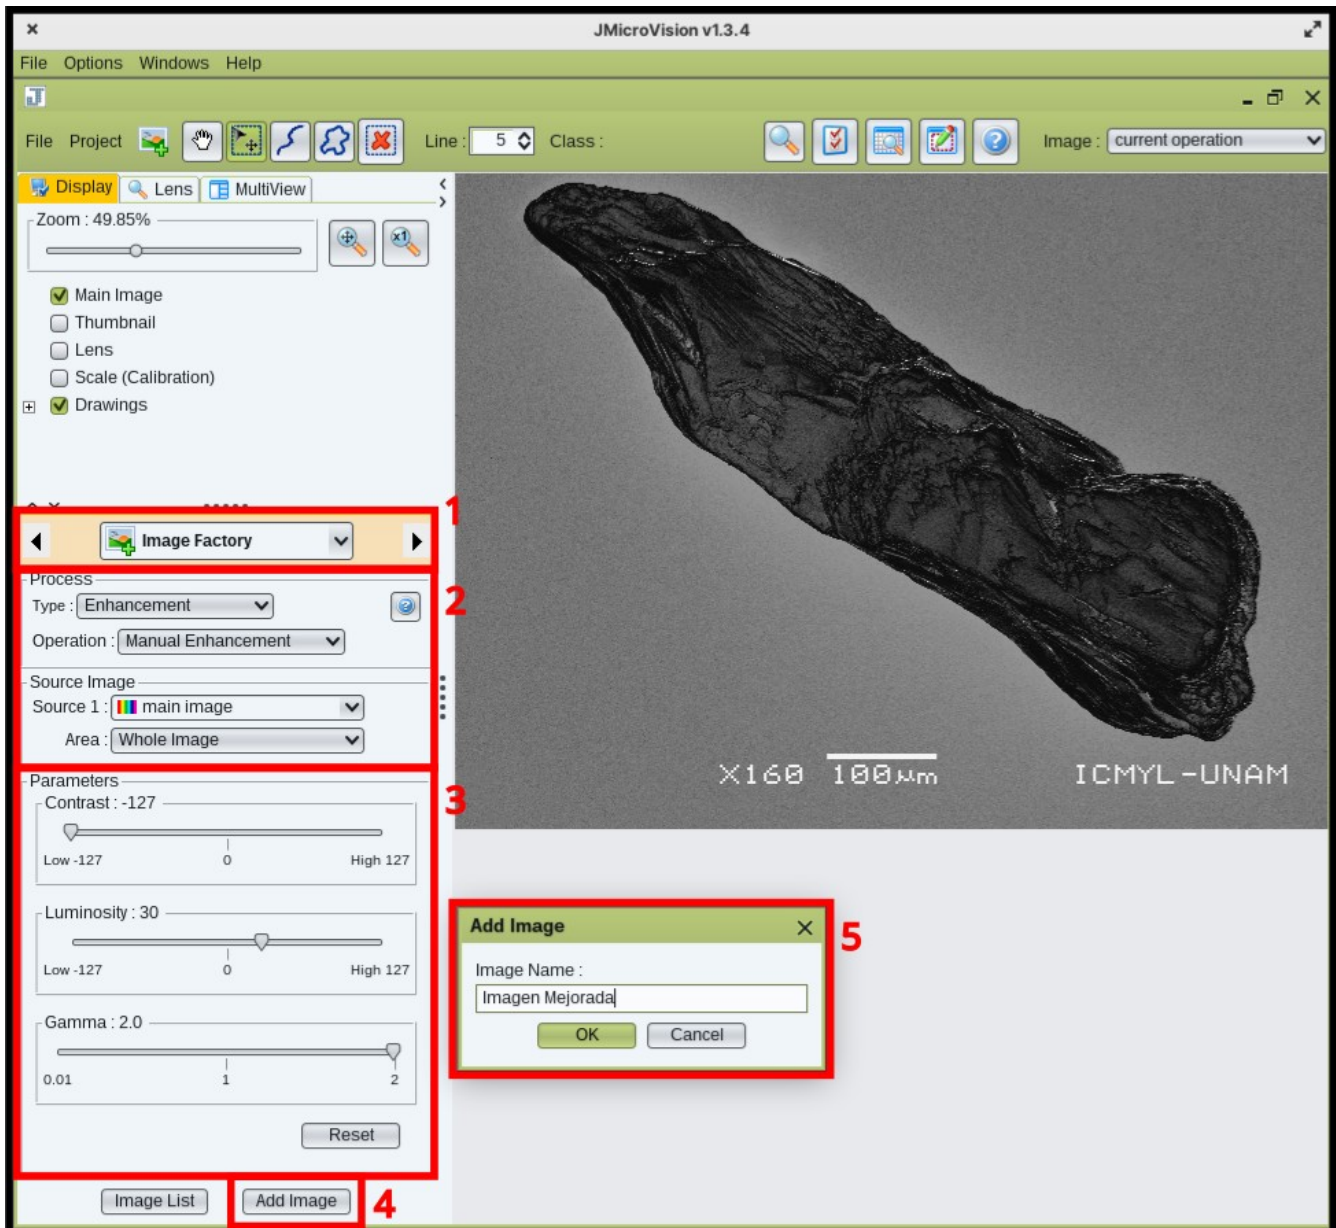 JMicroVision v1.3.4
File Options Windows Help
File Project Line : 5 Class : Image : current operation
Display Lens MultiView
Zoom : 49.85%
x1
Main Image
Thumbnail
Lens
Scale (Calibration)
Drawings
1
Image Factory
Process
2
Type : Enhancement
Operation : Manual Enhancement
Source Image
Source 1 : main image
Area : Whole Image
X160 100µm ICMYL-UNAM
Parameters
3
Contrast : -127
Low -127 0 High 127
Luminosity : 30
Low -127 0 High 127
Gamma : 2.0
0.01 1 2
Reset
Add Image
5
Image Name :
Imagen Mejorada
OK Cancel
Image List Add Image 4